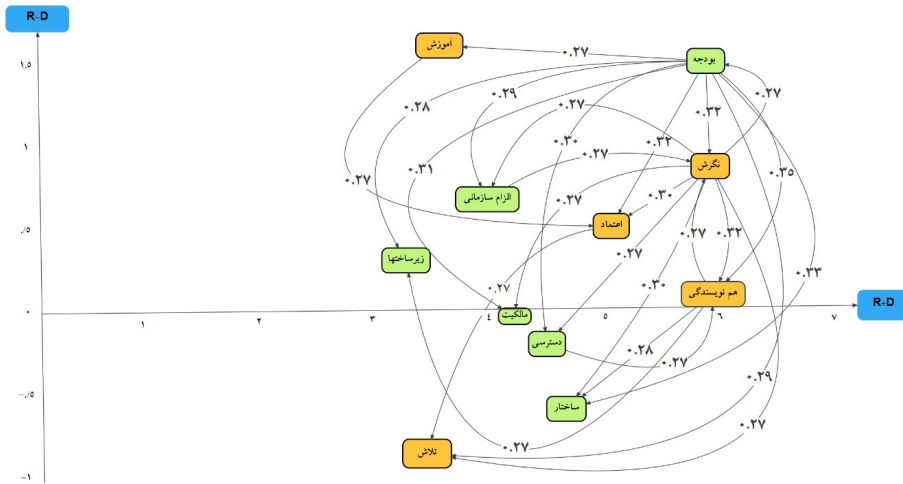 R-D
آموزش
بودجه
۰.۲۷
۱,۵
۰.۲۷
۰.۲۸
۰.۲۹
۰.۲۷
۰.۳۲
۰.۳۰
۰.۳۲
۱
۰.۲۷
نگرش
۰.۳۱
۰.۳۵
۰.۲۷
الزام سازمانی
۰.۲۷
۰.۳۰
اعتماد
./۵
۰.۲۷
۰.۳۲
زیرساختها
۰.۲۷
۰.۳۳
۰.۲۷
۰.۳۰
هم نویسندگی
R+D
۰
مالکیت
۱
۲
۳
٤
۵
۶
۷
دسترسی
۰.۲۸
۰.۲۷
۰.۲۹
-./۵
ساختار
۰.۲۷
۰.۲۷
تلاش
-۱